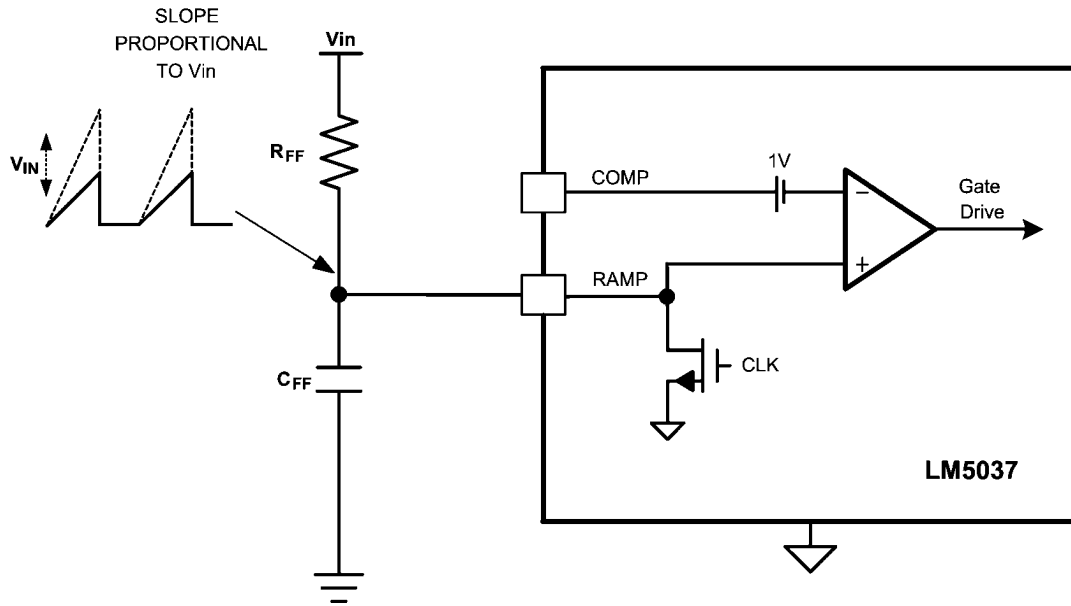 SLOPE
PROPORTIONAL
TO Vin
Vin
VIN
RFF
CFF
COMP
1V
−
+
Gate
Drive
RAMP
CLK
LM5037